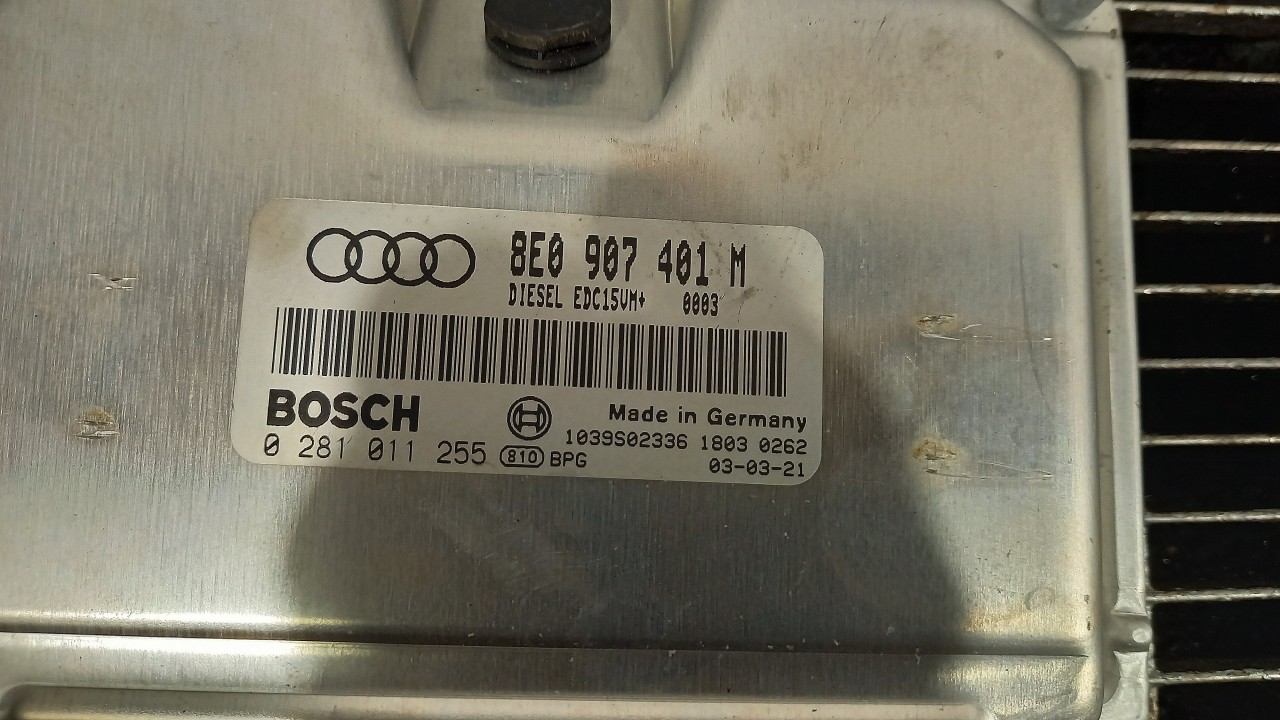 8E0 907 401 M
DIESEL EDC15VM+ 0003
BOSCH
Made in Germany
0 281 011 255 810 BPG
1039S02336 1803 0262
03-03-21